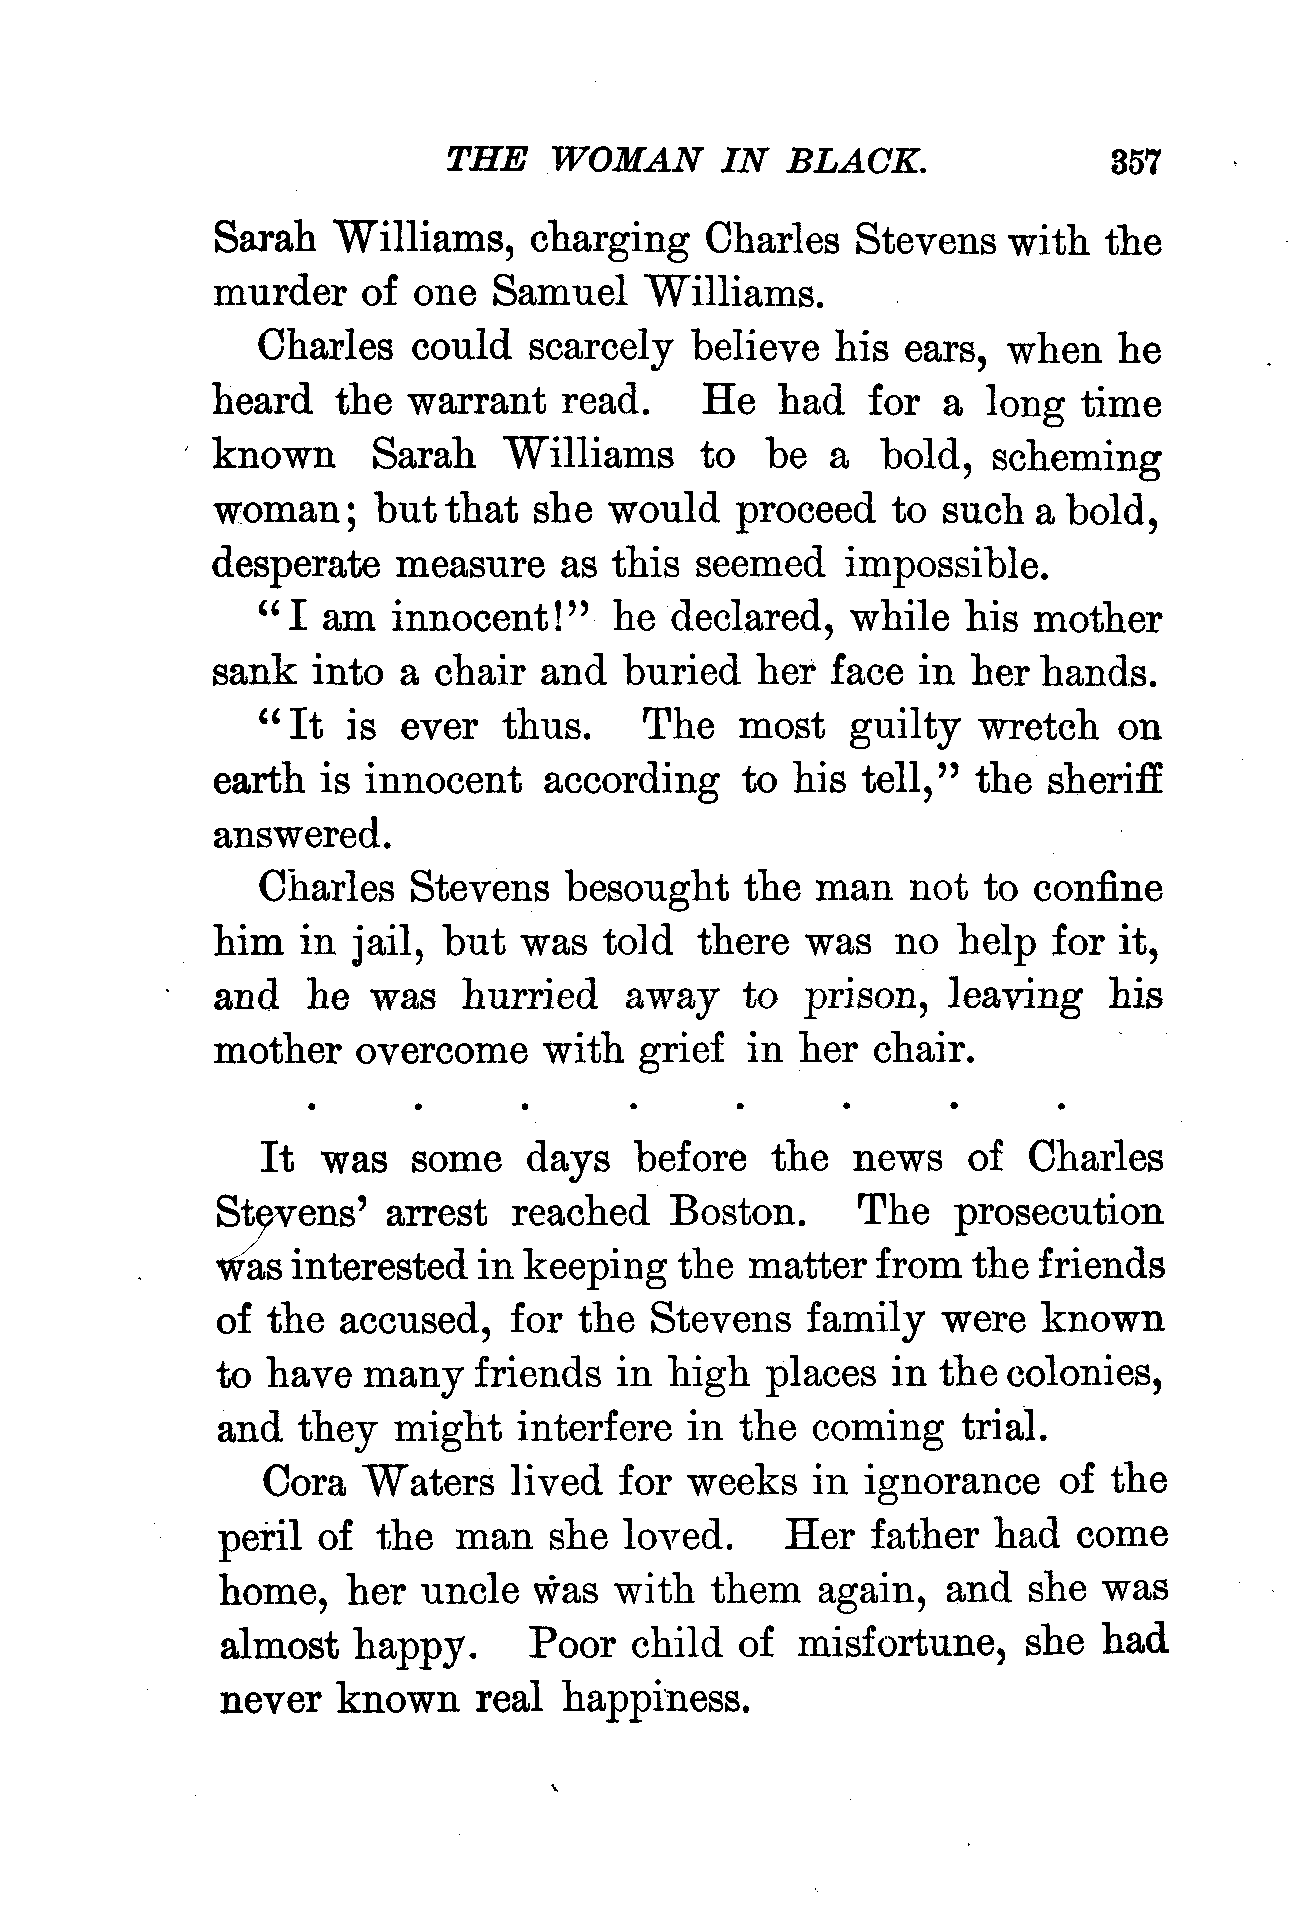 THE WOMAN IN BLACK. 357
Sarah Williams, charging Charles Stevens with the
murder of one Samuel Williams.
Charles could scarcely believe his ears, when he
heard the warrant read. He had for a long time
known Sarah Williams to be a bold, scheming
woman; but that she would proceed to such a bold,
desperate measure as this seemed impossible.
“I am innocent!” he declared, while his mother
sank into a chair and buried her face in her hands.
“It is ever thus. The most guilty wretch on
earth is innocent according to his tell,” the sheriff
answered.
Charles Stevens besought the man not to confine
him in jail, but was told there was no help for it,
and he was hurried away to prison, leaving his
mother overcome with grief in her chair.
. . . . . . . .
It was some days before the news of Charles
Stevens’ arrest reached Boston. The prosecution
was interested in keeping the matter from the friends
of the accused, for the Stevens family were known
to have many friends in high places in the colonies,
and they might interfere in the coming trial.
Cora Waters lived for weeks in ignorance of the
peril of the man she loved. Her father had come
home, her uncle was with them again, and she was
almost happy. Poor child of misfortune, she had
never known real happiness.